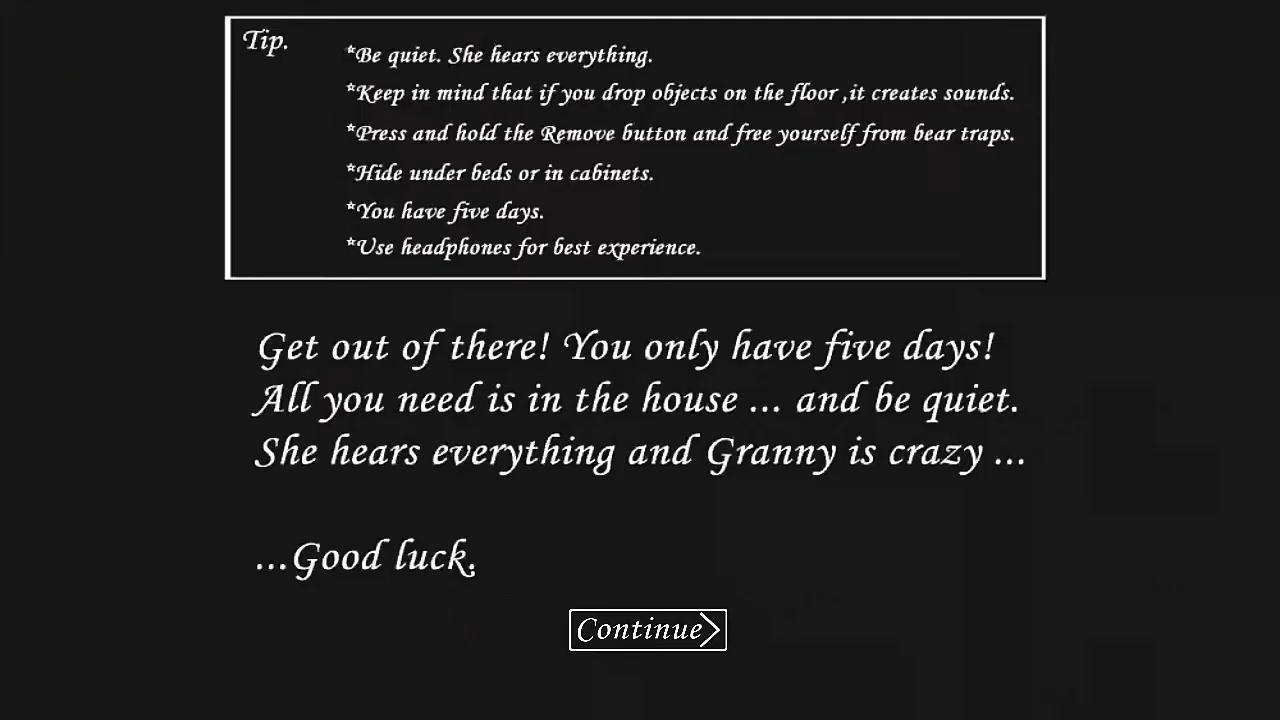 Tip.
*Be quiet. She hears everything.
*Keep in mind that if you drop objects on the floor ,it creates sounds.
*Press and hold the Remove button and free yourself from bear traps.
*Hide under beds or in cabinets.
*You have five days.
*Use headphones for best experience.
Get out of there! You only have five days!
All you need is in the house ... and be quiet.
She hears everything and Granny is crazy ...
...Good luck.
Continue